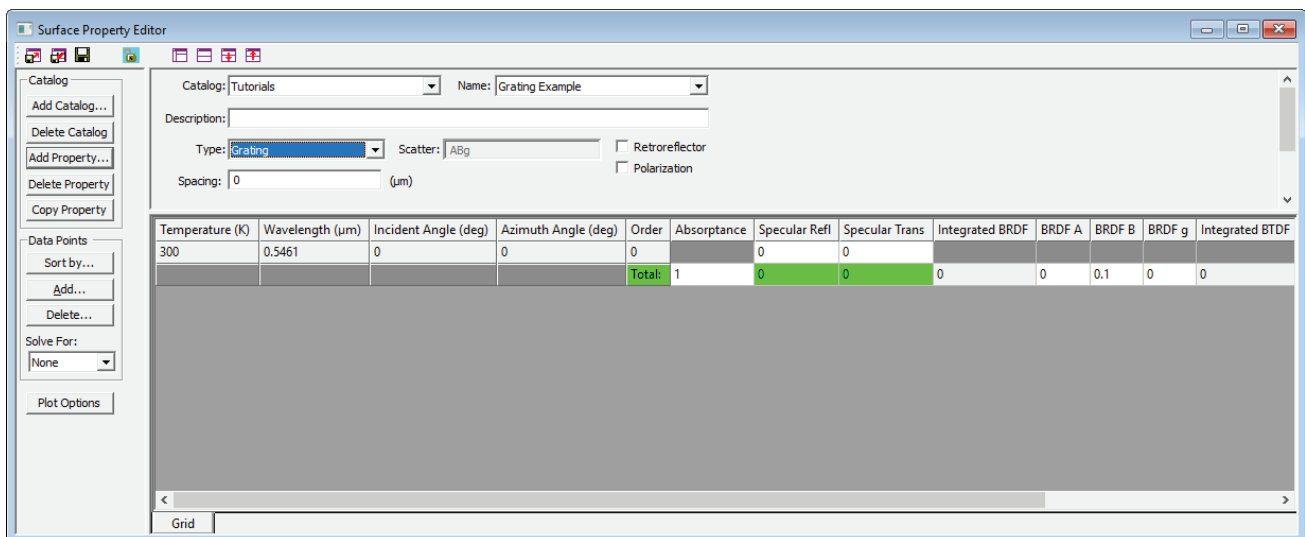 Surface Property Editor
Catalog
Add Catalog...
Delete Catalog
Add Property...
Delete Property
Copy Property
Data Points
Sort by...
Add...
Delete...
Solve For:
None
Plot Options
Catalog: Tutorials Name: Grating Example
Description:
Type: Grating Scatter: ABg Retroreflector
Polarization
Spacing: 0 (µm)
Temperature (K) Wavelength (µm) Incident Angle (deg) Azimuth Angle (deg) Order Absorptance Specular Refl Specular Trans Integrated BRDF BRDF A BRDF B BRDF g Integrated BTDF
300 0.5461 0 0 0 0 0
Total: 1 0 0 0 0 0.1 0 0
Grid